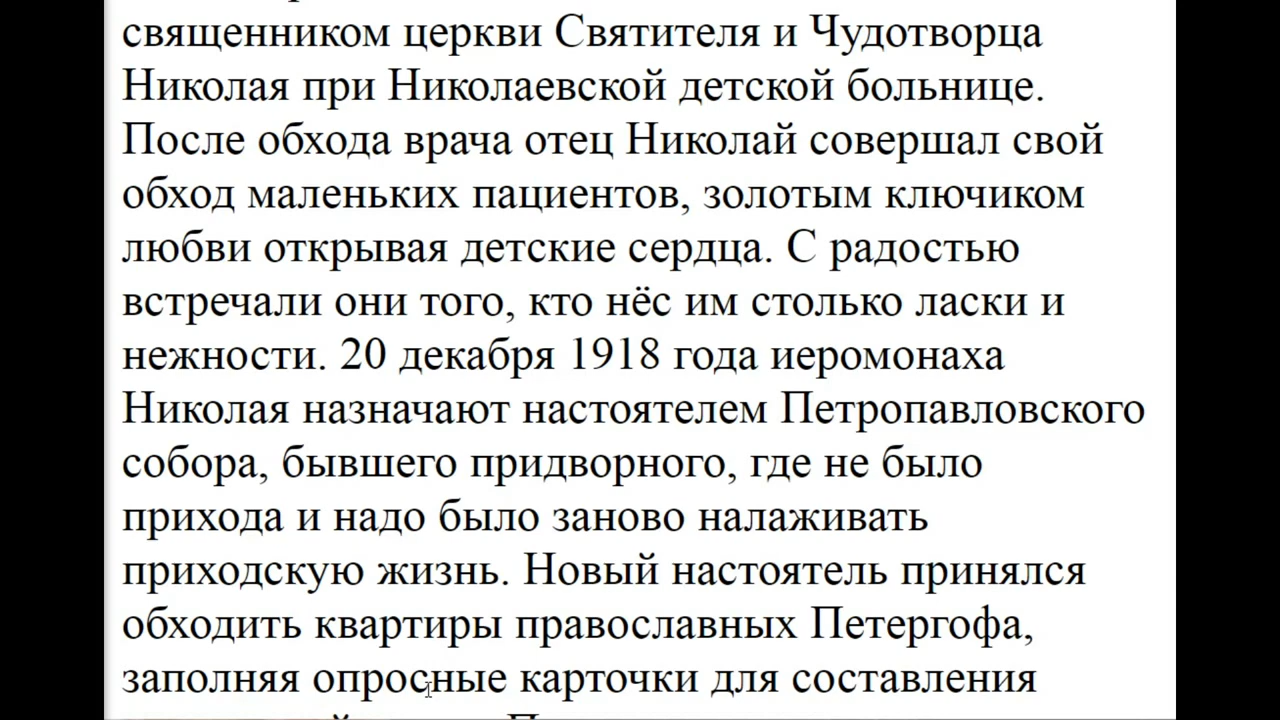 священником церкви Святителя и Чудотворца
Николая при Николаевской детской больнице.
После обхода врача отец Николай совершал свой
обход маленьких пациентов, золотым ключиком
любви открывая детские сердца. С радостью
встречали они того, кто нёс им столько ласки и
нежности. 20 декабря 1918 года иеромонаха
Николая назначают настоятелем Петропавловского
собора, бывшего придворного, где не было
прихода и надо было заново налаживать
приходскую жизнь. Новый настоятель принялся
обходить квартиры православных Петергофа,
заполняя опросные карточки для составления